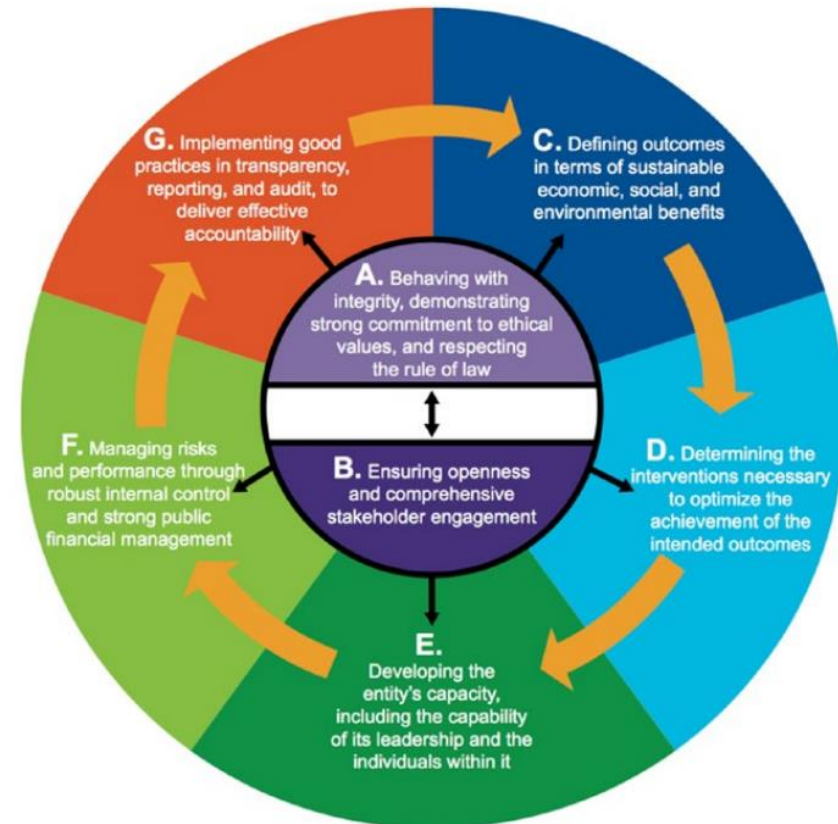 G. Implementing good
practices in transparency,
reporting, and audit, to
deliver effective
accountability
C. Defining outcomes
in terms of sustainable
economic, social, and
environmental benefits
A. Behaving with
integrity, demonstrating
strong commitment to ethical
values, and respecting
the rule of law
F. Managing risks
and performance through
robust internal control
and strong public
financial management
B. Ensuring openness
and comprehensive
stakeholder engagement
D. Determining the
interventions necessary
to optimize the
achievement of the
intended outcomes
E.
Developing the
entity's capacity,
including the capability
of its leadership and the
individuals within it